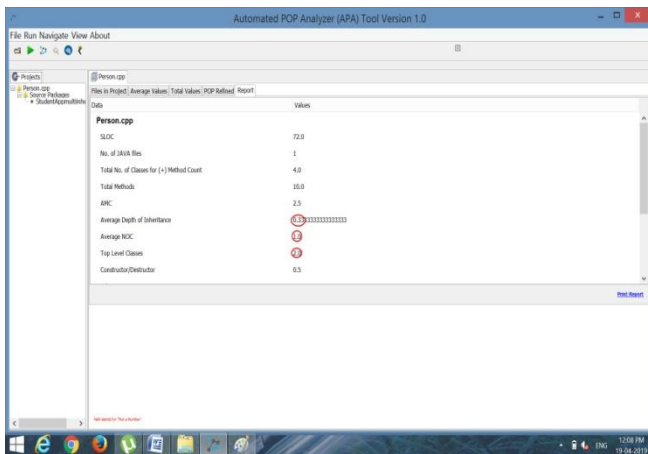 Automated POP Analyzer (APA) Tool Version 1.0
File Run Navigate View About
Projects
Person.cpp
Source Packages
Person.cpp
Files in Project Average Values Total Values POP Refined Report
Data Values
Person.cpp
SLOC 72.0
No. of JAVA files 1
Total No. of Classes for (+) Method Count 4.0
Total Methods 10.0
AMC 2.5
Average Depth of Inheritance
Average NOC 1.0
Top Level Classes 2.0
Constructor/Destructor 0.5
Print Report
ENG
12:08 PM
19-04-2019